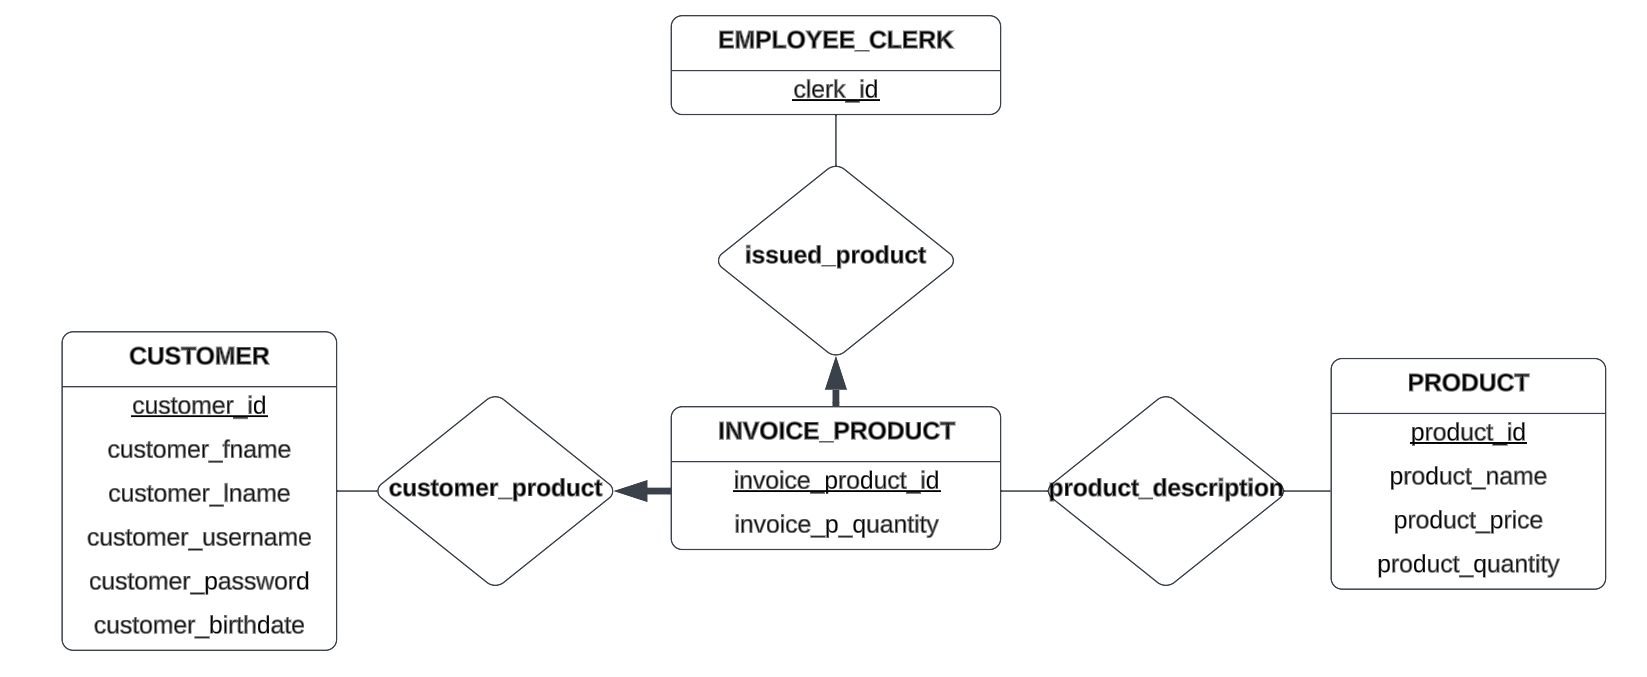 EMPLOYEE_CLERK
clerk_id
issued_product
CUSTOMER
customer_id
customer_fname
customer_lname
customer_username
customer_password
customer_birthdate
customer_product
INVOICE_PRODUCT
invoice_product_id
invoice_p_quantity
product_description
PRODUCT
product_id
product_name
product_price
product_quantity